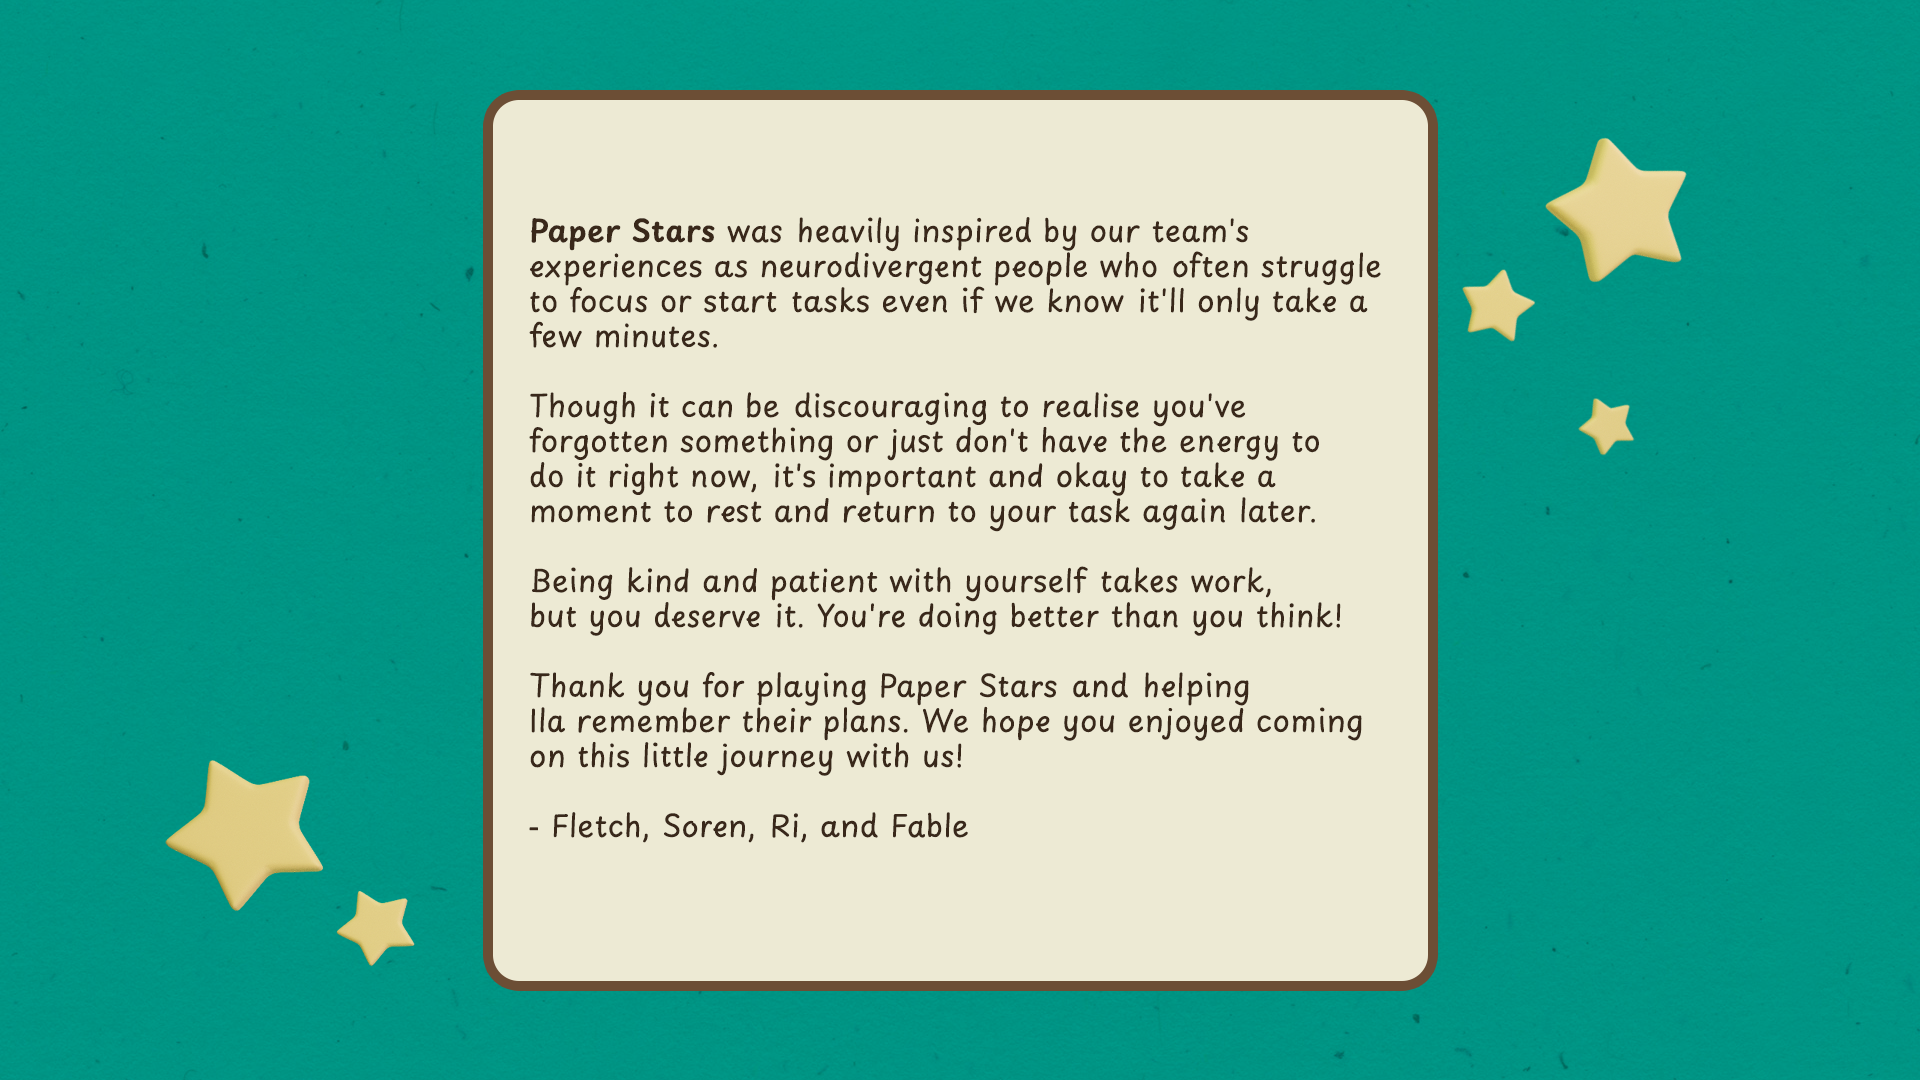 Paper Stars was heavily inspired by our team's
experiences as neurodivergent people who often struggle
to focus or start tasks even if we know it'll only take a
few minutes.
Though it can be discouraging to realise you've
forgotten something or just don't have the energy to
do it right now, it's important and okay to take a
moment to rest and return to your task again later.
Being kind and patient with yourself takes work,
but you deserve it. You're doing better than you think!
Thank you for playing Paper Stars and helping
Ila remember their plans. We hope you enjoyed coming
on this little journey with us!
- Fletch, Soren, Ri, and Fable